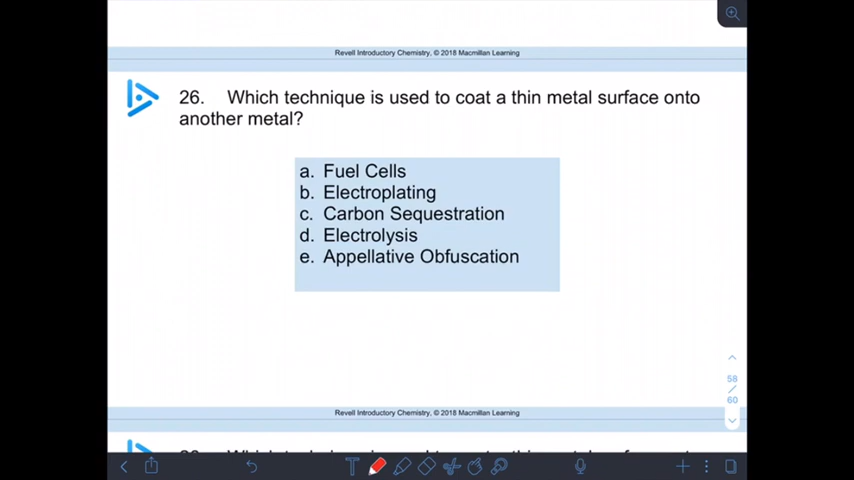 Revell Introductory Chemistry, © 2018 Macmillan Learning
26. Which technique is used to coat a thin metal surface onto
another metal?
a. Fuel Cells
b. Electroplating
c. Carbon Sequestration
d. Electrolysis
e. Appellative Obfuscation
58
/
60
Revell Introductory Chemistry, © 2018 Macmillan Learning